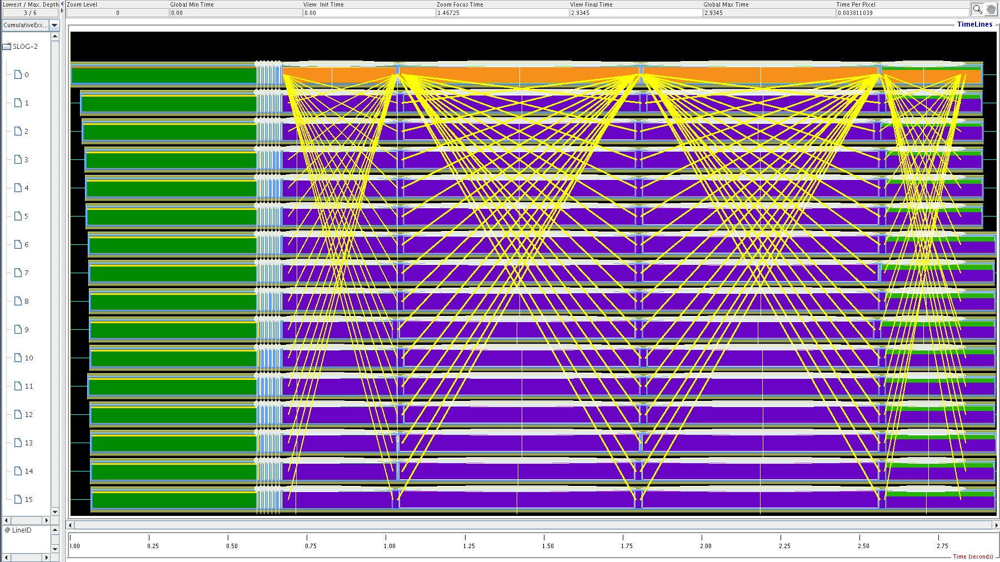 Lowest / Max. Depth
Zoom Level
Global Min Time
View Init Time
Zoom Focus Time
View Final Time
Global Max Time
Time Per Pixel
3 / 6
0
0.00
0.00
1.46725
2.9345
2.9345
0.003811039
CumulativeExc...
TimeLines
SLOG-2
0
1
2
3
4
5
6
7
8
9
10
11
12
13
14
15
@ LineID
0.00
0.25
0.50
0.75
1.00
1.25
1.50
1.75
2.00
2.25
2.50
2.75
Time (seconds)